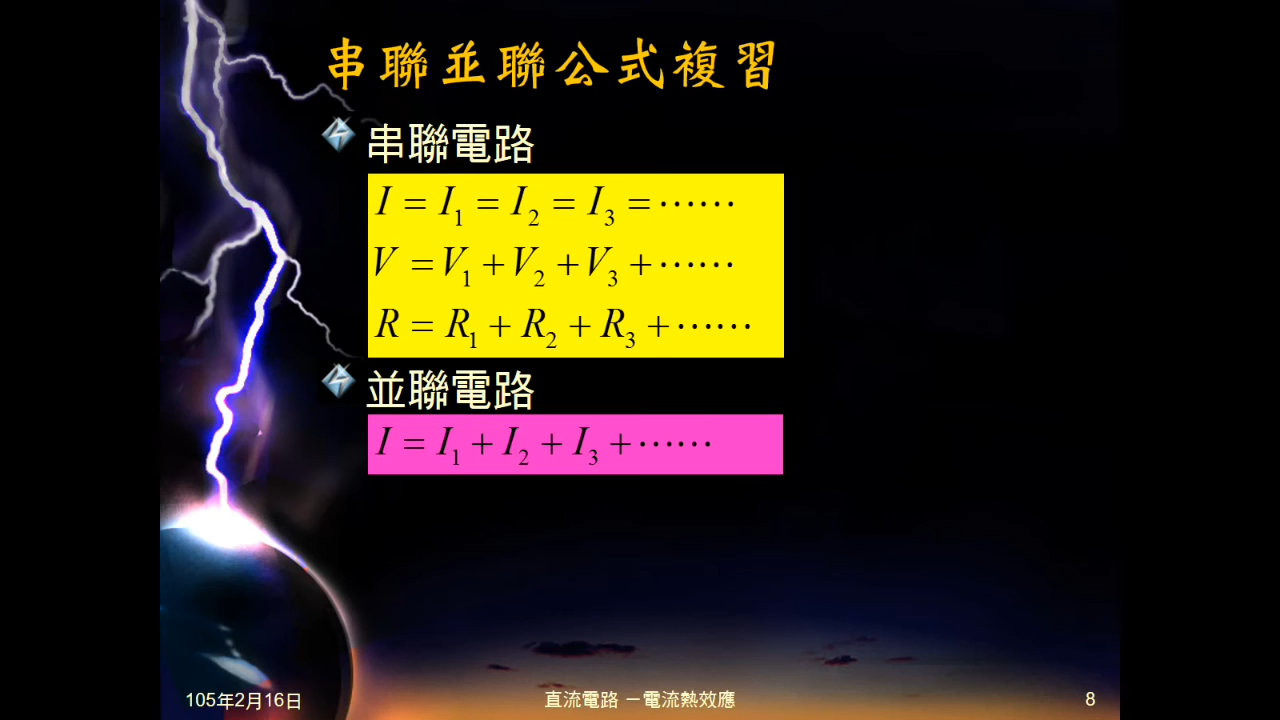 串聯並聯公式複習
串聯電路
I = I₁ = I₂ = I₃ = ⋯⋯
V = V₁ + V₂ + V₃ + ⋯⋯
R = R₁ + R₂ + R₃ + ⋯⋯
並聯電路
I = I₁ + I₂ + I₃ + ⋯⋯
105年2月16日
直流電路 －電流熱效應
8